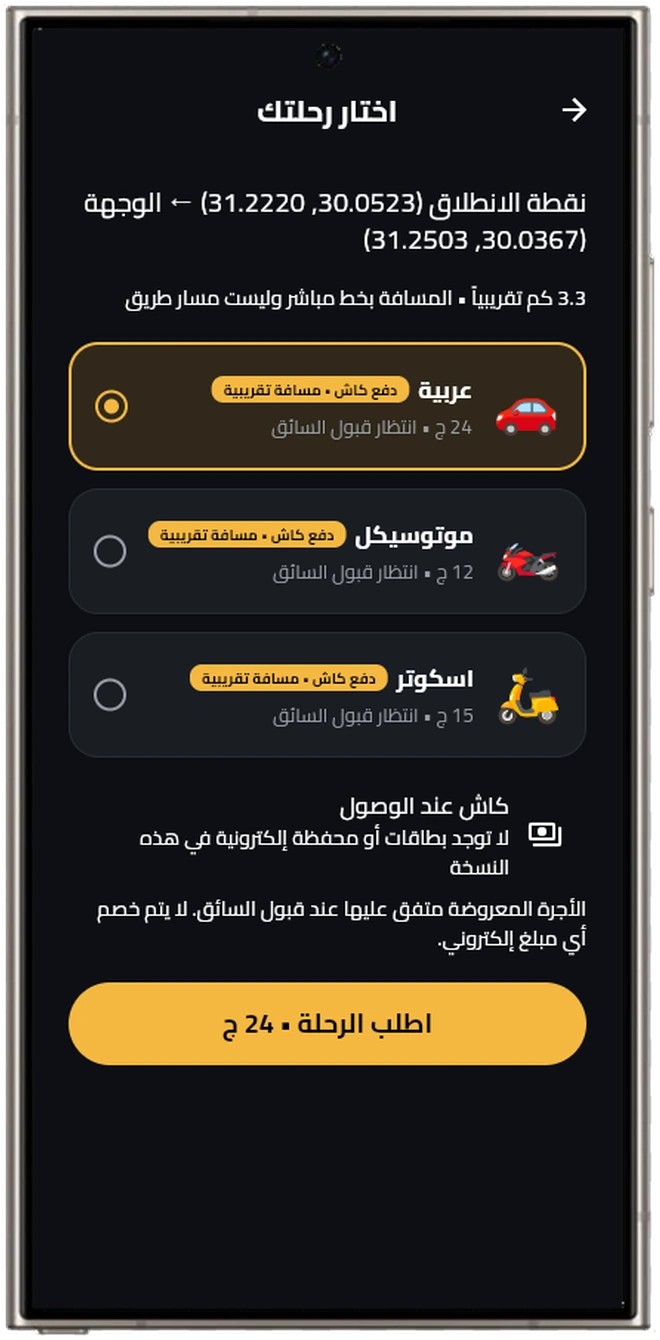 اختار رحلتك
نقطة الانطلاق (30.0523, 31.2220) ← الوجهة
(30.0367, 31.2503)
3.3 كم تقريبياً • المسافة بخط مباشر وليست مسار طريق
عربية دفع كاش • مسافة تقريبية
24 ج • انتظار قبول السائق
موتوسيكل دفع كاش • مسافة تقريبية
12 ج • انتظار قبول السائق
اسكوتر دفع كاش • مسافة تقريبية
15 ج • انتظار قبول السائق
كاش عند الوصول
لا توجد بطاقات أو محفظة إلكترونية في هذه
النسخة
الأجرة المعروضة متفق عليها عند قبول السائق. لا يتم خصم
أي مبلغ إلكتروني.
اطلب الرحلة • 24 ج